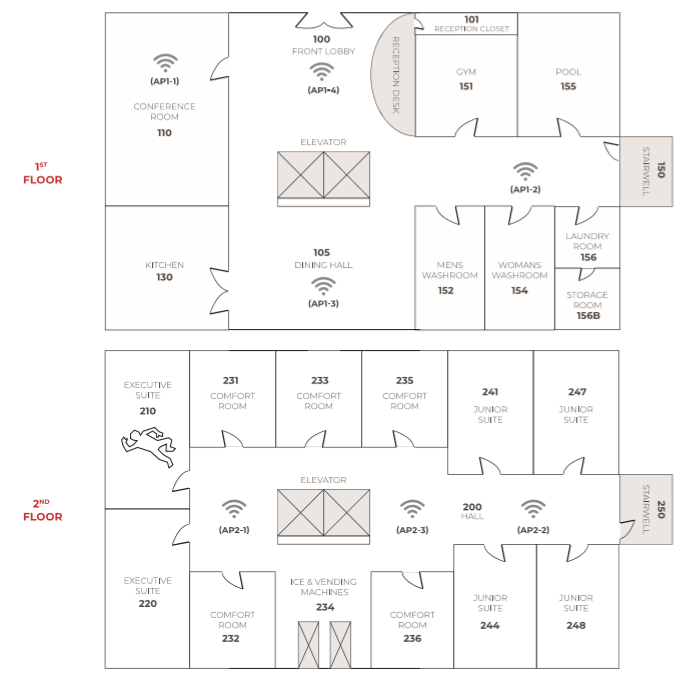 101
RECEPTION CLOSET
100
FRONT LOBBY
RECEPTION DESK
(AP1-1)
(AP1-4)
GYM
151
POOL
155
CONFERENCE
ROOM
110
ELEVATOR
1ST
FLOOR
(AP1-2)
STAIRWELL
150
KITCHEN
130
105
DINING HALL
(AP1-3)
MENS
WASHROOM
152
WOMANS
WASHROOM
154
LAUNDRY
ROOM
156
STORAGE
ROOM
156B
EXECUTIVE
SUITE
210
231
COMFORT
ROOM
233
COMFORT
ROOM
235
COMFORT
ROOM
241
JUNIOR
SUITE
247
JUNIOR
SUITE
2ND
FLOOR
ELEVATOR
(AP2-1)
(AP2-3)
200
HALL
(AP2-2)
STAIRWELL
250
EXECUTIVE
SUITE
220
COMFORT
ROOM
232
ICE & VENDING
MACHINES
234
COMFORT
ROOM
236
JUNIOR
SUITE
244
JUNIOR
SUITE
248